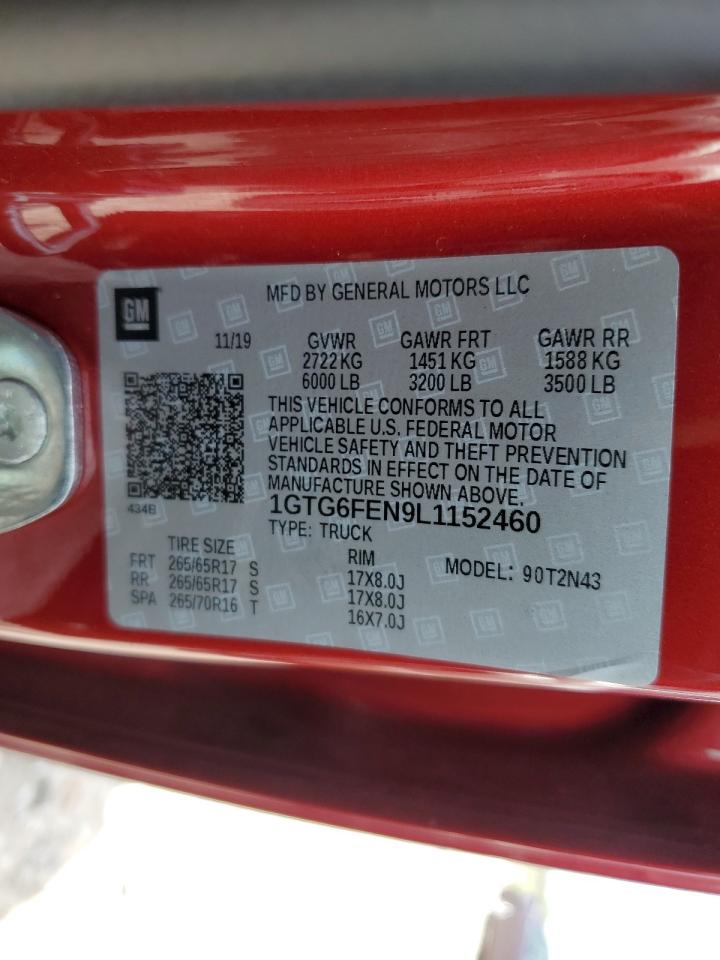 GM
MFD BY GENERAL MOTORS LLC
11/19 GVWR GAWR FRT GAWR RR
2722 KG 1451 KG 1588 KG
6000 LB 3200 LB 3500 LB
THIS VEHICLE CONFORMS TO ALL
APPLICABLE U.S. FEDERAL MOTOR
VEHICLE SAFETY AND THEFT PREVENTION
STANDARDS IN EFFECT ON THE DATE OF
MANUFACTURE SHOWN ABOVE.
434B
1GTG6FEN9L1152460
TYPE: TRUCK
TIRE SIZE RIM
FRT 265/65R17 S 17X8.0J
RR 265/65R17 S 17X8.0J
SPA 265/70R16 T 16X7.0J
MODEL: 90T2N43